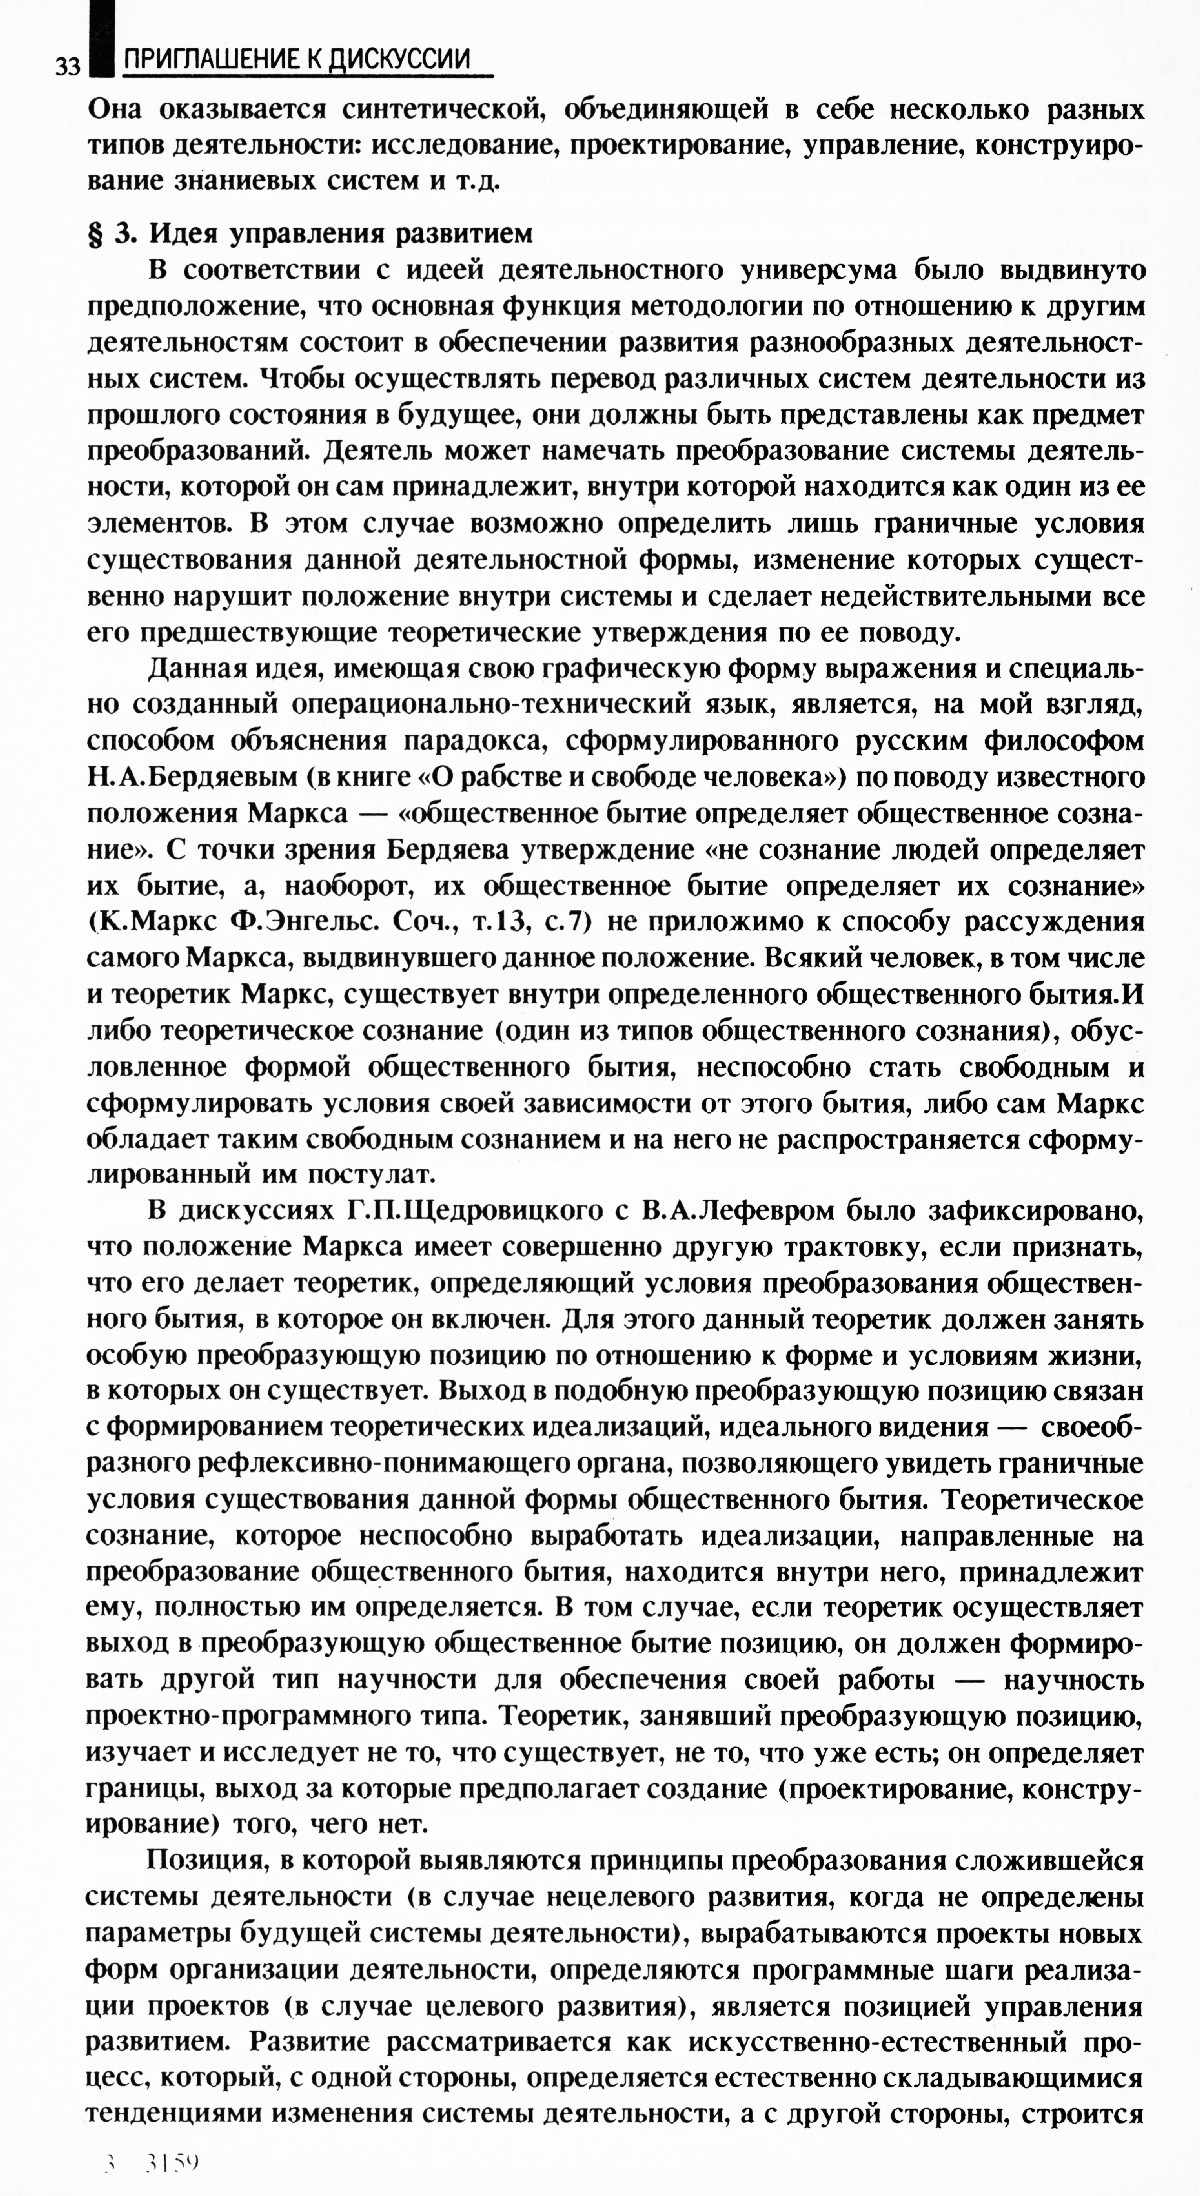 33 ПРИГЛАШЕНИЕ К ДИСКУССИИ
Она оказывается синтетической, объединяющей в себе несколько разных
типов деятельности: исследование, проектирование, управление, конструиро-
вание знаниевых систем и т.д.
§ 3. Идея управления развитием
В соответствии с идеей деятельностного универсума было выдвинуто
предположение, что основная функция методологии по отношению к другим
деятельностям состоит в обеспечении развития разнообразных деятельност-
ных систем. Чтобы осуществлять перевод различных систем деятельности из
прошлого состояния в будущее, они должны быть представлены как предмет
преобразований. Деятель может намечать преобразование системы деятель-
ности, которой он сам принадлежит, внутри которой находится как один из ее
элементов. В этом случае возможно определить лишь граничные условия
существования данной деятельностной формы, изменение которых сущест-
венно нарушит положение внутри системы и сделает недействительными все
его предшествующие теоретические утверждения по ее поводу.
Данная идея, имеющая свою графическую форму выражения и специаль-
но созданный операционально-технический язык, является, на мой взгляд,
способом объяснения парадокса, сформулированного русским философом
Н.А.Бердяевым (в книге «О рабстве и свободе человека») по поводу известного
положения Маркса — «общественное бытие определяет общественное созна-
ние». С точки зрения Бердяева утверждение «не сознание людей определяет
их бытие, а, наоборот, их общественное бытие определяет их сознание»
(К.Маркс Ф.Энгельс. Соч., т.13, с.7) не приложимо к способу рассуждения
самого Маркса, выдвинувшего данное положение. Всякий человек, в том числе
и теоретик Маркс, существует внутри определенного общественного бытия.И
либо теоретическое сознание (один из типов общественного сознания), обус-
ловленное формой общественного бытия, неспособно стать свободным и
сформулировать условия своей зависимости от этого бытия, либо сам Маркс
обладает таким свободным сознанием и на него не распространяется сформу-
лированный им постулат.
В дискуссиях Г.П.Щедровицкого с В.А.Лефевром было зафиксировано,
что положение Маркса имеет совершенно другую трактовку, если признать,
что его делает теоретик, определяющий условия преобразования обществен-
ного бытия, в которое он включен. Для этого данный теоретик должен занять
особую преобразующую позицию по отношению к форме и условиям жизни,
в которых он существует. Выход в подобную преобразующую позицию связан
с формированием теоретических идеализаций, идеального видения — своеоб-
разного рефлексивно-понимающего органа, позволяющего увидеть граничные
условия существования данной формы общественного бытия. Теоретическое
сознание, которое неспособно выработать идеализации, направленные на
преобразование общественного бытия, находится внутри него, принадлежит
ему, полностью им определяется. В том случае, если теоретик осуществляет
выход в преобразующую общественное бытие позицию, он должен формиро-
вать другой тип научности для обеспечения своей работы — научность
проектно-программного типа. Теоретик, занявший преобразующую позицию,
изучает и исследует не то, что существует, не то, что уже есть; он определяет
границы, выход за которые предполагает создание (проектирование, констру-
ирование) того, чего нет.
Позиция, в которой выявляются принципы преобразования сложившейся
системы деятельности (в случае нецелевого развития, когда не определены
параметры будущей системы деятельности), вырабатываются проекты новых
форм организации деятельности, определяются программные шаги реализа-
ции проектов (в случае целевого развития), является позицией управления
развитием. Развитие рассматривается как искусственно-естественный про-
цесс, который, с одной стороны, определяется естественно складывающимися
тенденциями изменения системы деятельности, а с другой стороны, строится
3 3159